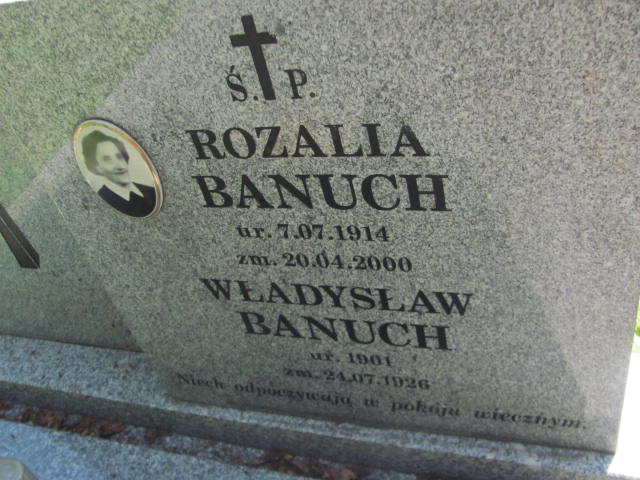 Ś. P.
ROZALIA
BANUCH
ur. 7.07.1914
zm. 20.04.2000
WŁADYSŁAW
BANUCH
ur. 1901
zm. 24.07.1926
Niech odpoczywają w pokoju wiecznym.